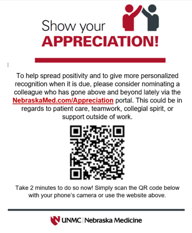 Show your
APPRECIATION!
To help spread positivity and to give more personalized
recognition when it is due, please consider nominating a
colleague who has gone above and beyond lately via the
NebraskaMed.com/Appreciation portal. This could be in
regards to patient care, teamwork, collegial spirit, or
support outside of work.
Take 2 minutes to do so now! Simply scan the QR code below
with your phone's camera or use the website above.
UNMC Nebraska Medicine